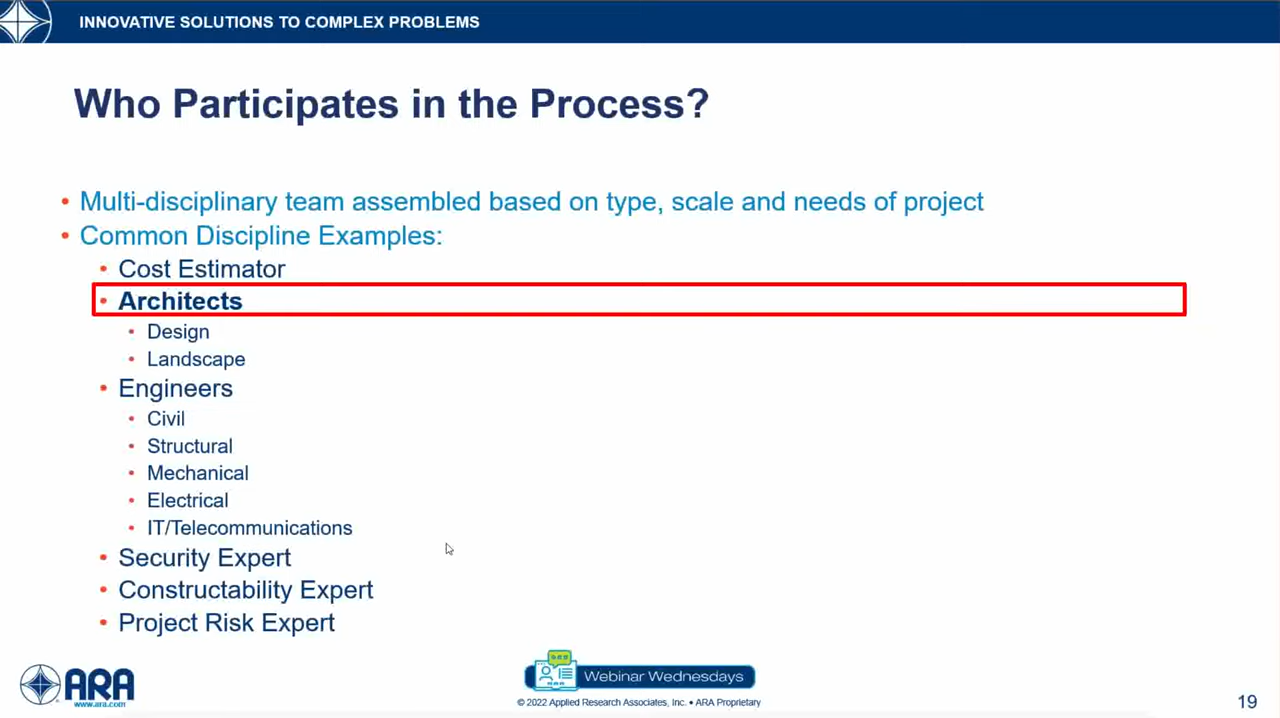 INNOVATIVE SOLUTIONS TO COMPLEX PROBLEMS
Who Participates in the Process?
• Multi-disciplinary team assembled based on type, scale and needs of project
• Common Discipline Examples:
• Cost Estimator
• Architects
• Design
• Landscape
• Engineers
• Civil
• Structural
• Mechanical
• Electrical
• IT/Telecommunications
• Security Expert
• Constructability Expert
• Project Risk Expert
ARA
www.ara.com
Webinar Wednesdays
© 2022 Applied Research Associates, Inc. • ARA Proprietary
19